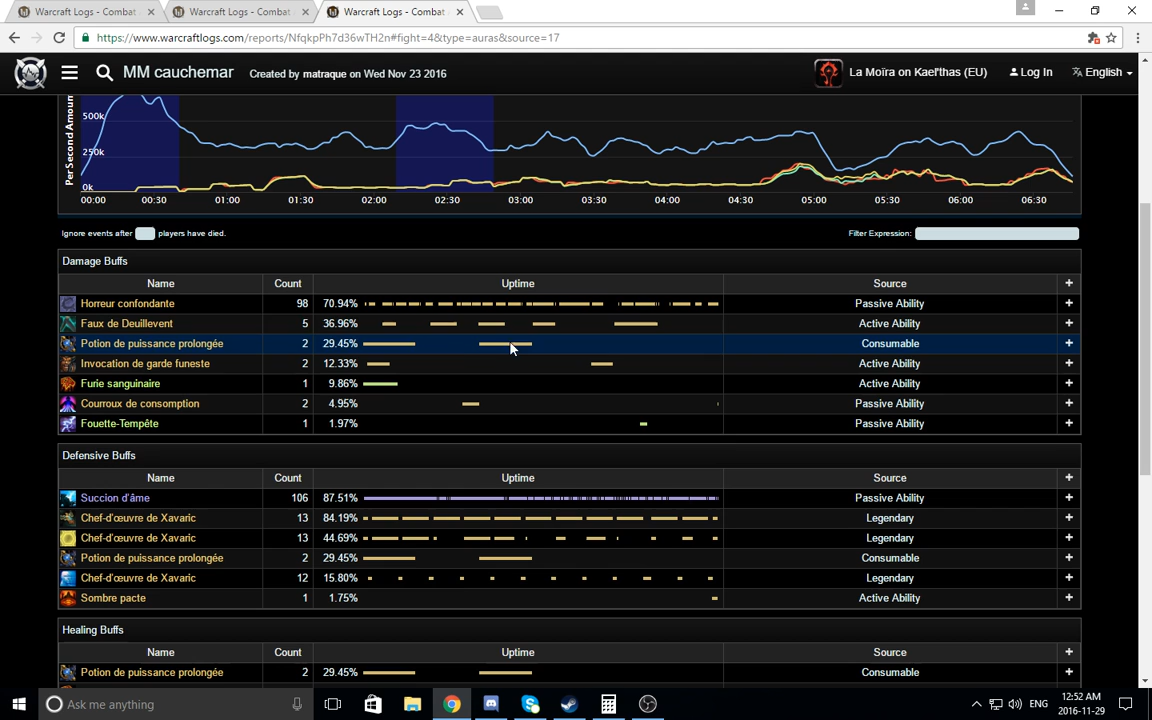 Warcraft Logs - Combat
Warcraft Logs - Combat
Warcraft Logs - Combat
https://www.warcraftlogs.com/reports/NfqkpPh7d36wTH2n#fight=4&type=auras&source=17
MM cauchemar Created by matraque on Wed Nov 23 2016
La Moïra on Kael'thas (EU) Log In English
Per Second Amoun
500k
250k
0k
00:00 00:30 01:00 01:30 02:00 02:30 03:00 03:30 04:00 04:30 05:00 05:30 06:00 06:30
Ignore events after players have died. Filter Expression:
Damage Buffs
Name Count Uptime Source +
Horreur confondante 98 70.94% Passive Ability +
Faux de Deuillevent 5 36.96% Active Ability +
Potion de puissance prolongée 2 29.45% Consumable +
Invocation de garde funeste 2 12.33% Active Ability +
Furie sanguinaire 1 9.86% Active Ability +
Courroux de consomption 2 4.95% Passive Ability +
Fouette-Tempête 1 1.97% Passive Ability +
Defensive Buffs
Name Count Uptime Source +
Succion d'âme 106 87.51% Passive Ability +
Chef-d'œuvre de Xavaric 13 84.19% Legendary +
Chef-d'œuvre de Xavaric 13 44.69% Legendary +
Potion de puissance prolongée 2 29.45% Consumable +
Chef-d'œuvre de Xavaric 12 15.80% Legendary +
Sombre pacte 1 1.75% Active Ability +
Healing Buffs
Name Count Uptime Source +
Potion de puissance prolongée 2 29.45% Consumable +
Ask me anything
ENG
12:52 AM
2016-11-29